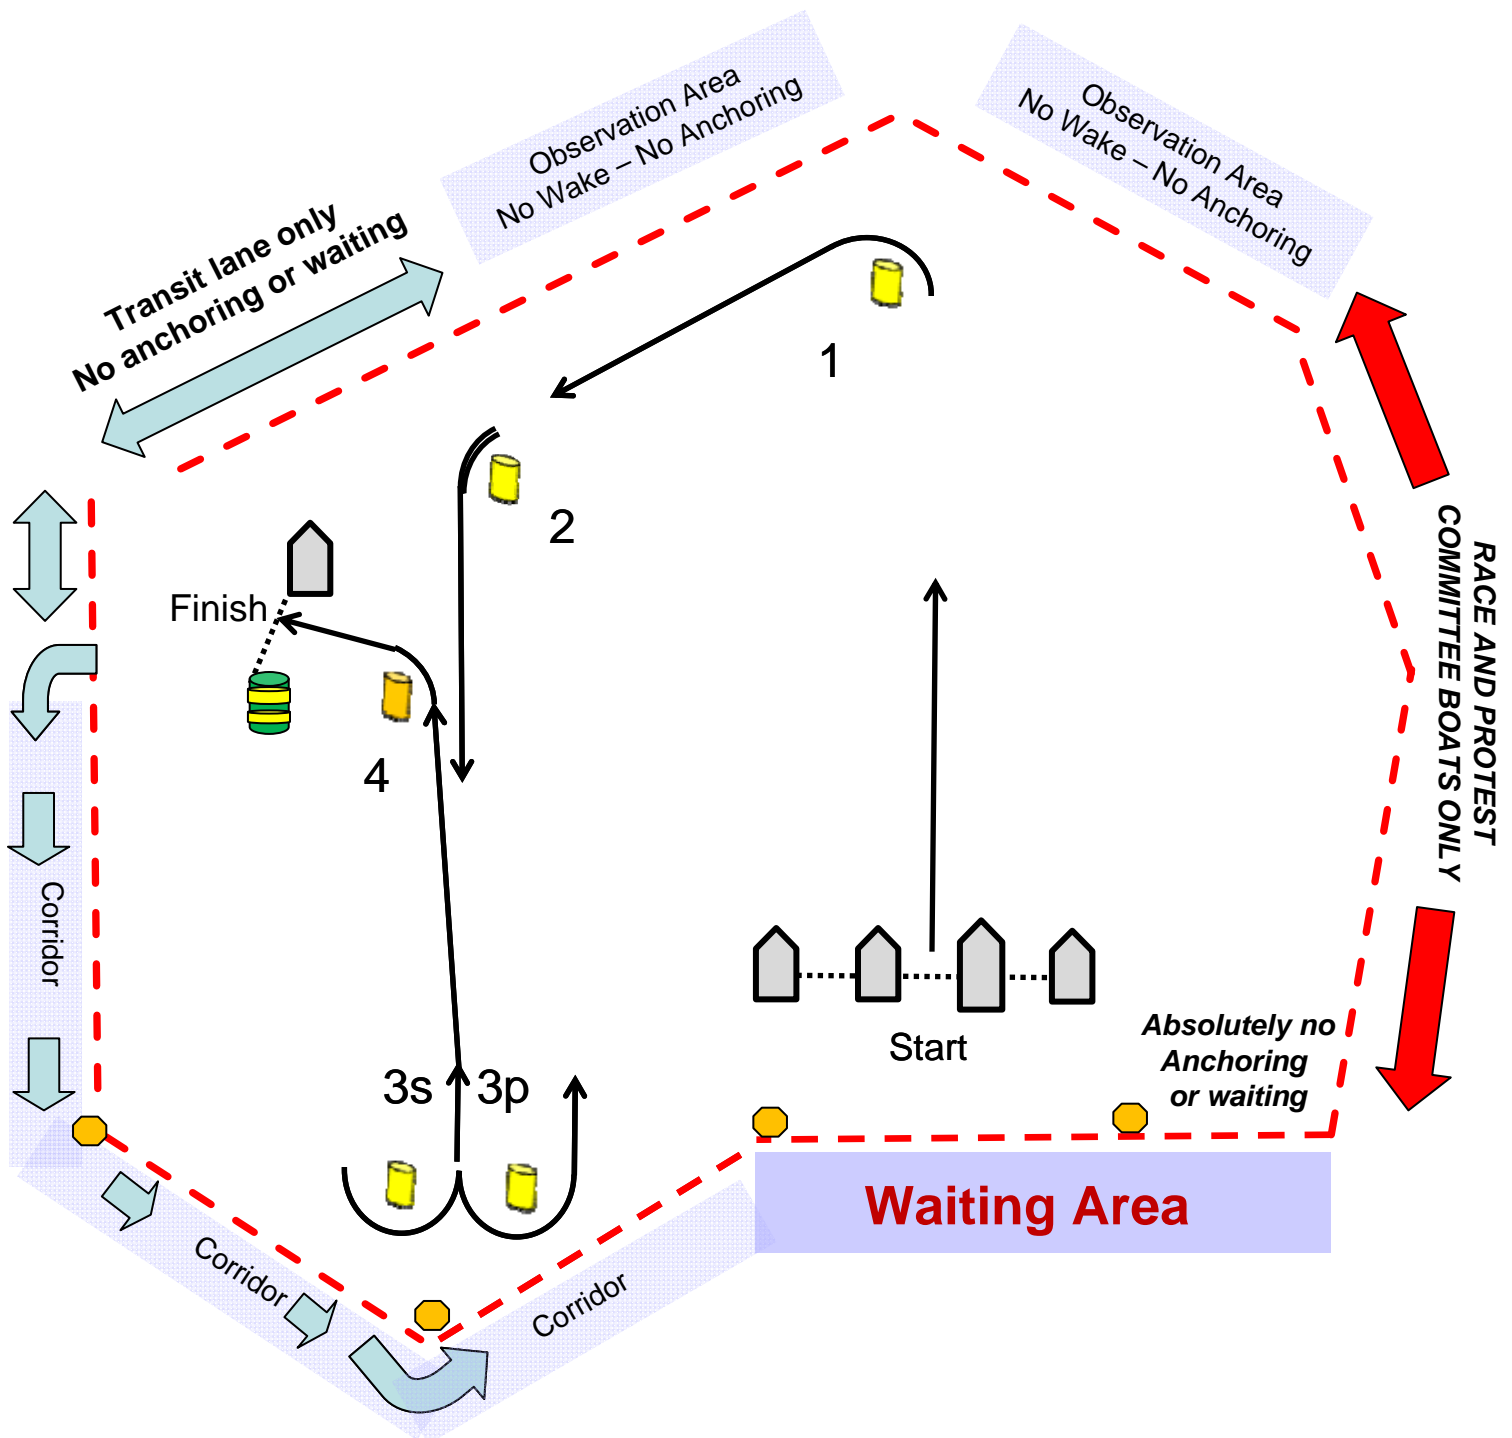 Observation Area
No Wake – No Anchoring
Observation Area
No Wake – No Anchoring
Transit lane only
No anchoring or waiting
1
2
Finish
4
RACE AND PROTEST
COMMITTEE BOATS ONLY
Corridor
Start
Absolutely no
Anchoring
or waiting
3s
3p
Waiting Area
Corridor
Corridor